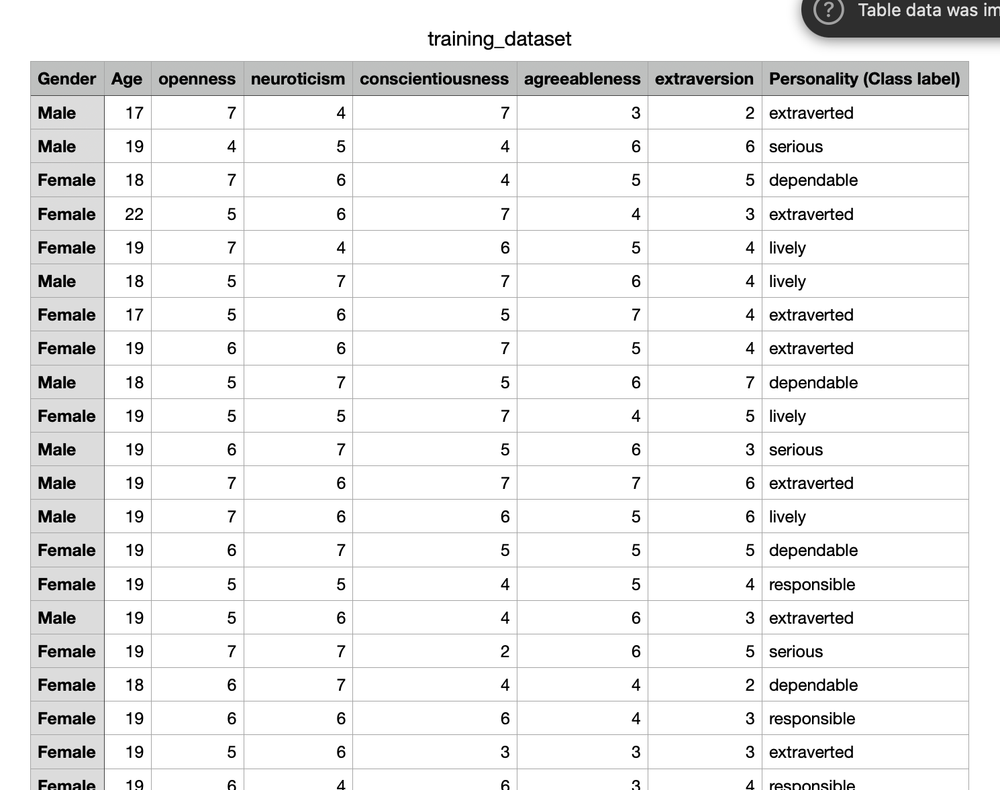 Table data was im
training_dataset
Gender Age openness neuroticism conscientiousness agreeableness extraversion Personality (Class label)
Male 17 7 4 7 3 2 extraverted
Male 19 4 5 4 6 6 serious
Female 18 7 6 4 5 5 dependable
Female 22 5 6 7 4 3 extraverted
Female 19 7 4 6 5 4 lively
Male 18 5 7 7 6 4 lively
Female 17 5 6 5 7 4 extraverted
Female 19 6 6 7 5 4 extraverted
Male 18 5 7 5 6 7 dependable
Female 19 5 5 7 4 5 lively
Male 19 6 7 5 6 3 serious
Male 19 7 6 7 7 6 extraverted
Male 19 7 6 6 5 6 lively
Female 19 6 7 5 5 5 dependable
Female 19 5 5 4 5 4 responsible
Male 19 5 6 4 6 3 extraverted
Female 19 7 7 2 6 5 serious
Female 18 6 7 4 4 2 dependable
Female 19 6 6 6 4 3 responsible
Female 19 5 6 3 3 3 extraverted
Female 19 6 4 6 3 4 responsible